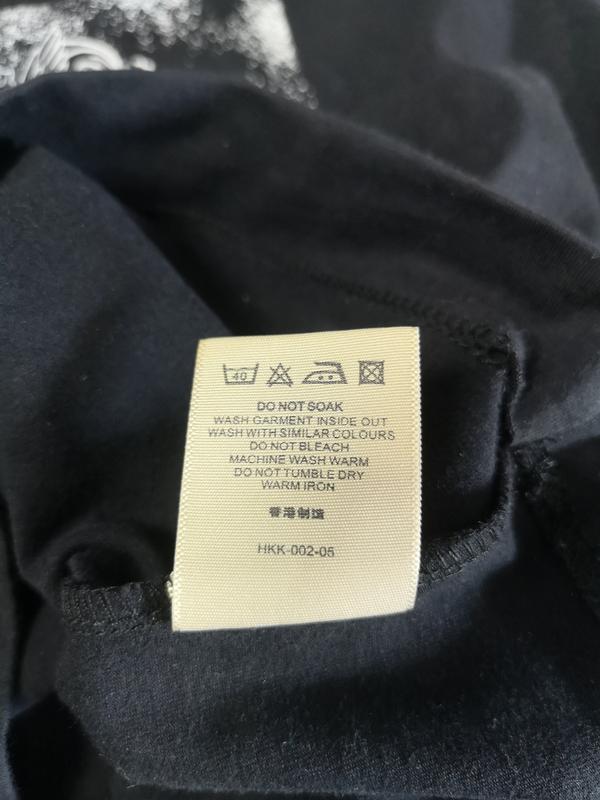 40
DO NOT SOAK
WASH GARMENT INSIDE OUT
WASH WITH SIMILAR COLOURS
DO NOT BLEACH
MACHINE WASH WARM
DO NOT TUMBLE DRY
WARM IRON
香港制造
HKK-002-05